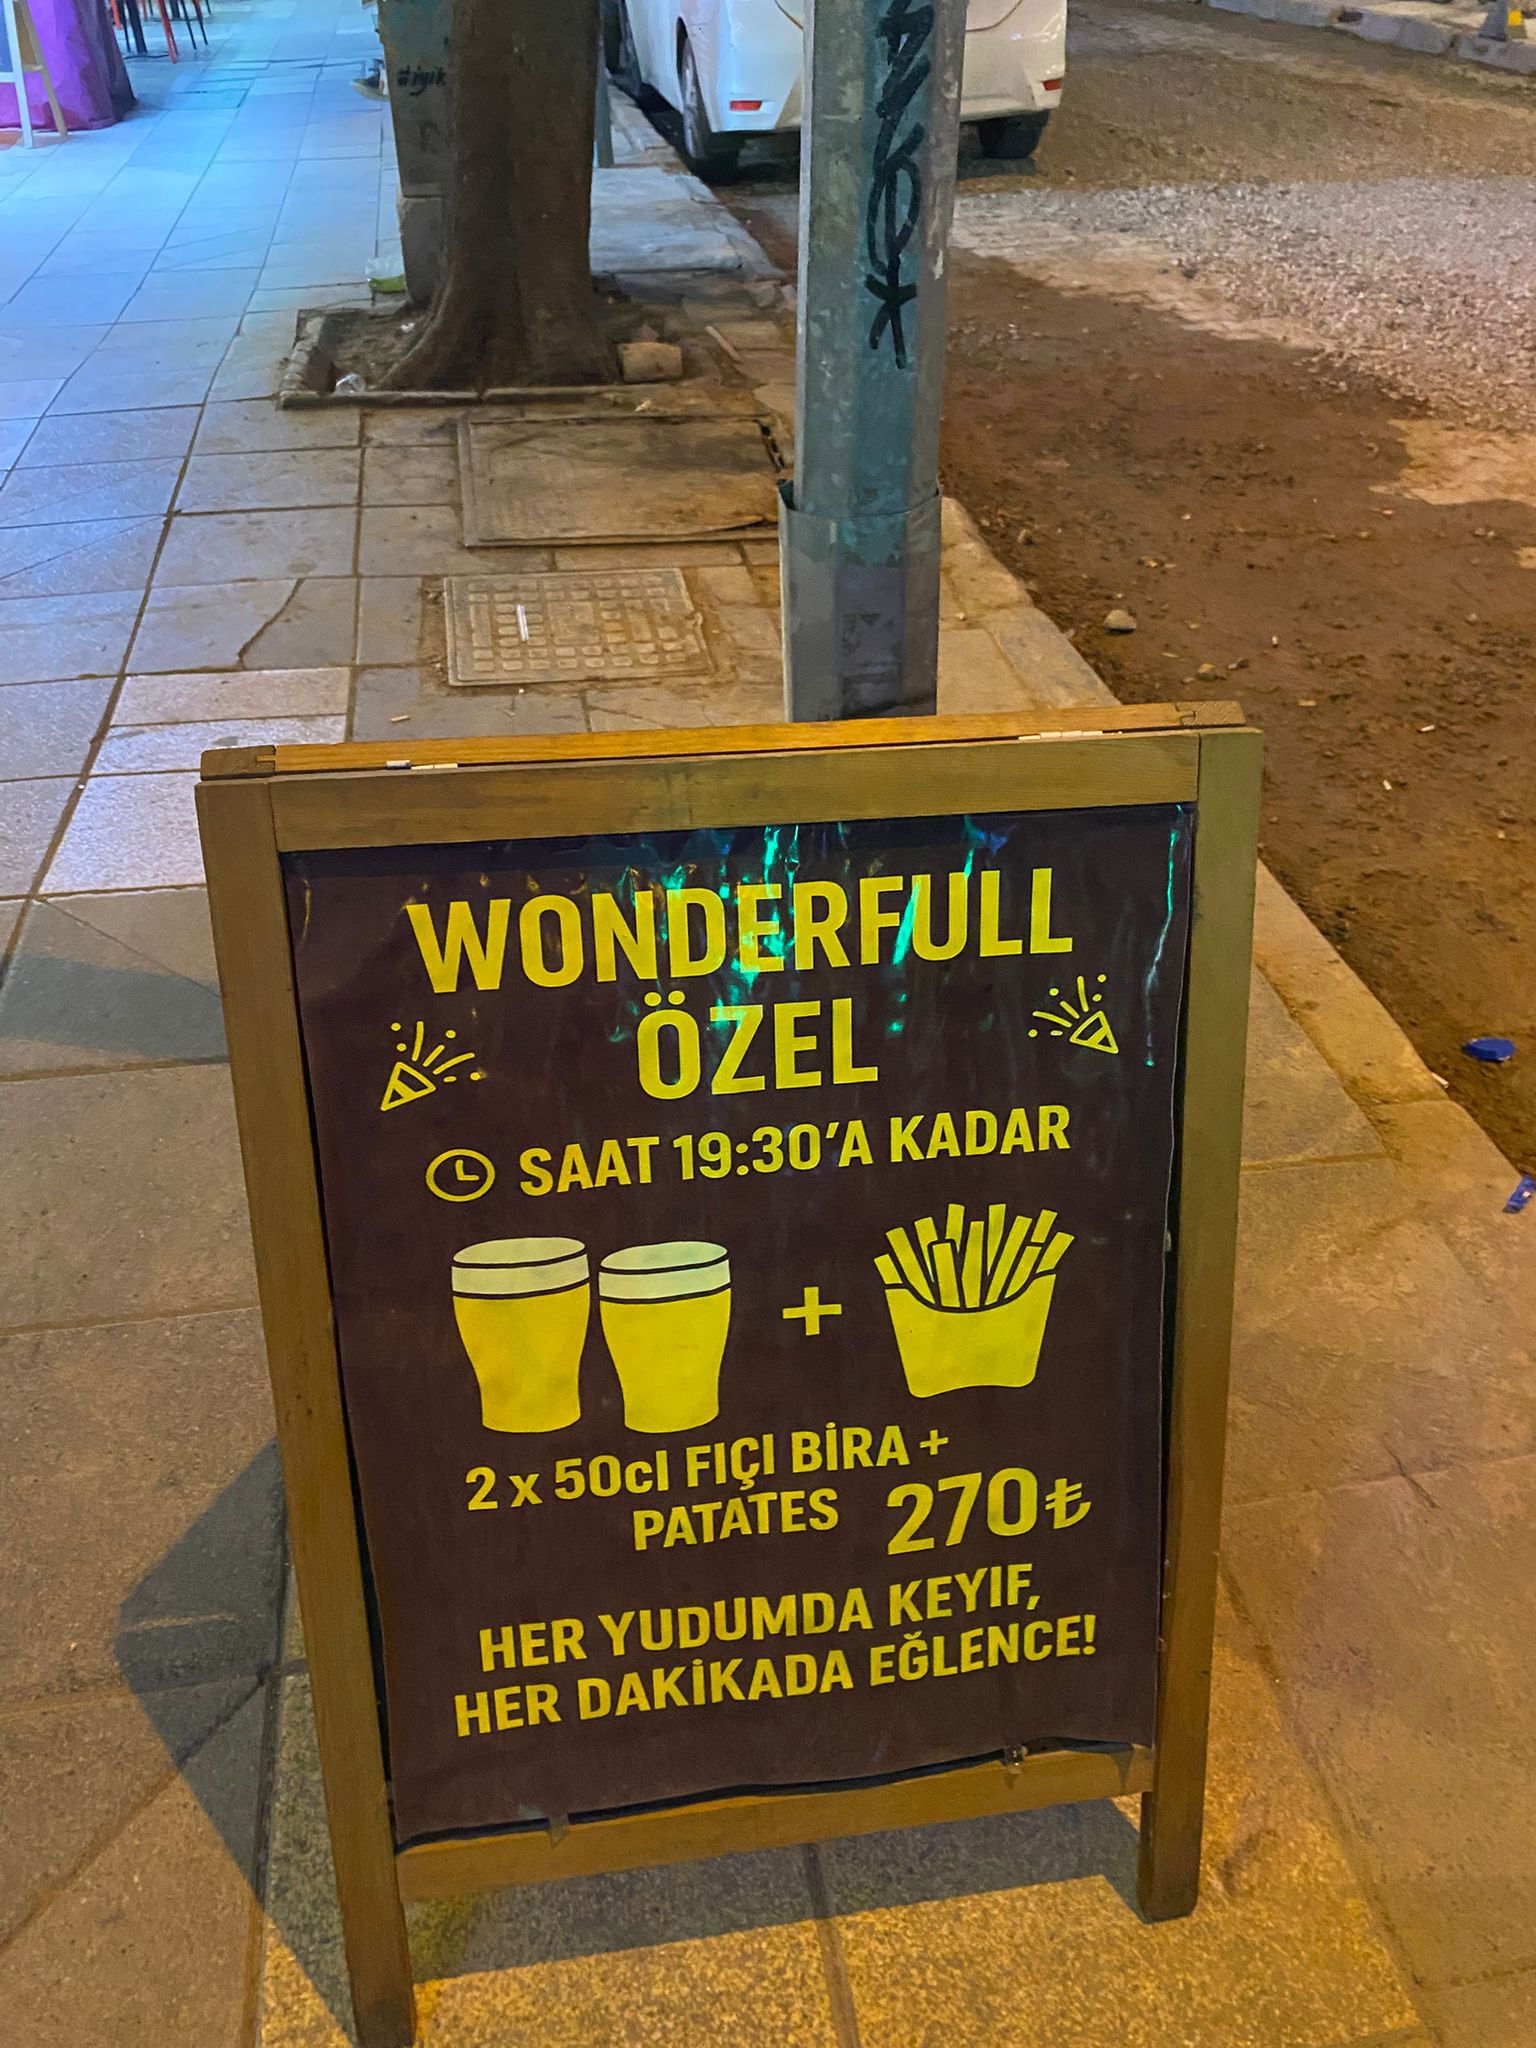 WONDERFULL
ÖZEL
SAAT 19:30'A KADAR
+
2 x 50cl FIÇI BİRA +
PATATES 270₺
HER YUDUMDA KEYIF,
HER DAKİKADA EĞLENCE!